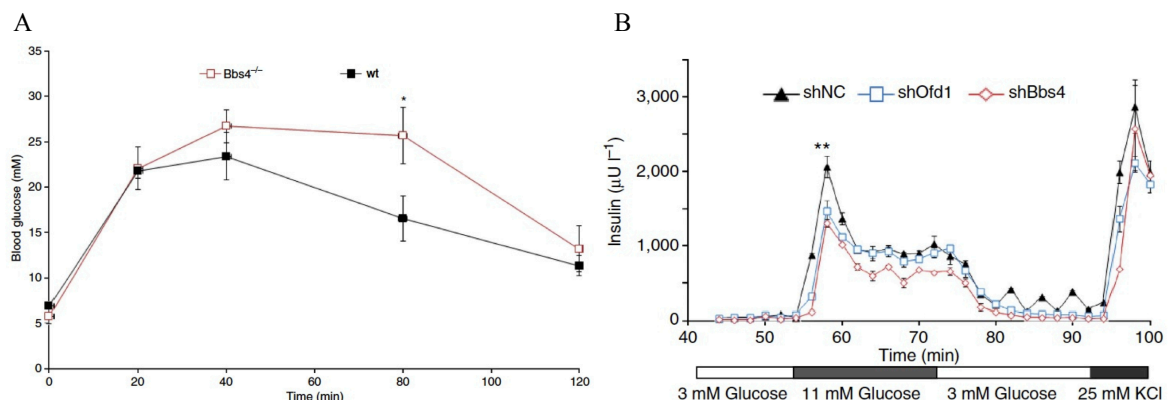 A
35
30
25
20
15
10
5
0
Bbs4−/−
wt
*
Blood glucose (mM)
0 20 40 60 80 100 120
Time (min)
B
shNC shOfd1 shBbs4
3,000
2,000
1,000
0
**
Insulin (µU l−1)
40 50 60 70 80 90 100
Time (min)
3 mM Glucose 11 mM Glucose 3 mM Glucose 25 mM KCl